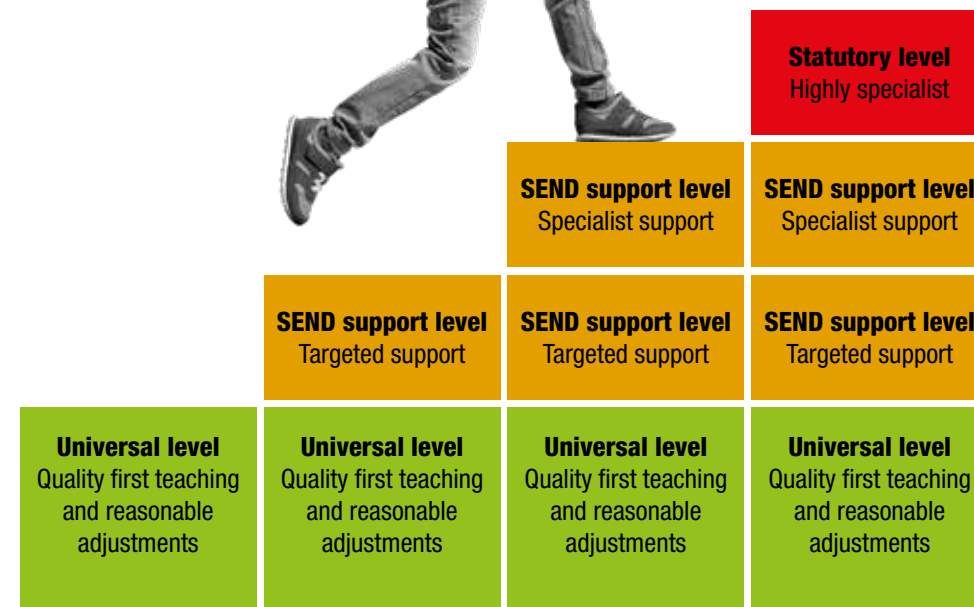 Statutory level
Highly specialist
SEND support level
Specialist support
SEND support level
Specialist support
SEND support level
Targeted support
SEND support level
Targeted support
SEND support level
Targeted support
Universal level
Quality first teaching
and reasonable
adjustments
Universal level
Quality first teaching
and reasonable
adjustments
Universal level
Quality first teaching
and reasonable
adjustments
Universal level
Quality first teaching
and reasonable
adjustments